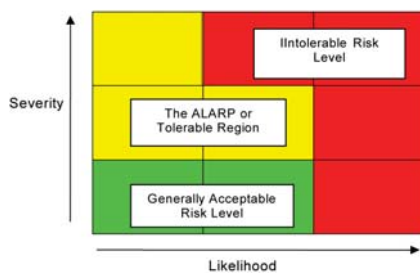 IIntolerable Risk
Level
Severity
The ALARP or
Tolerable Region
Generally Acceptable
Risk Level
Likelihood